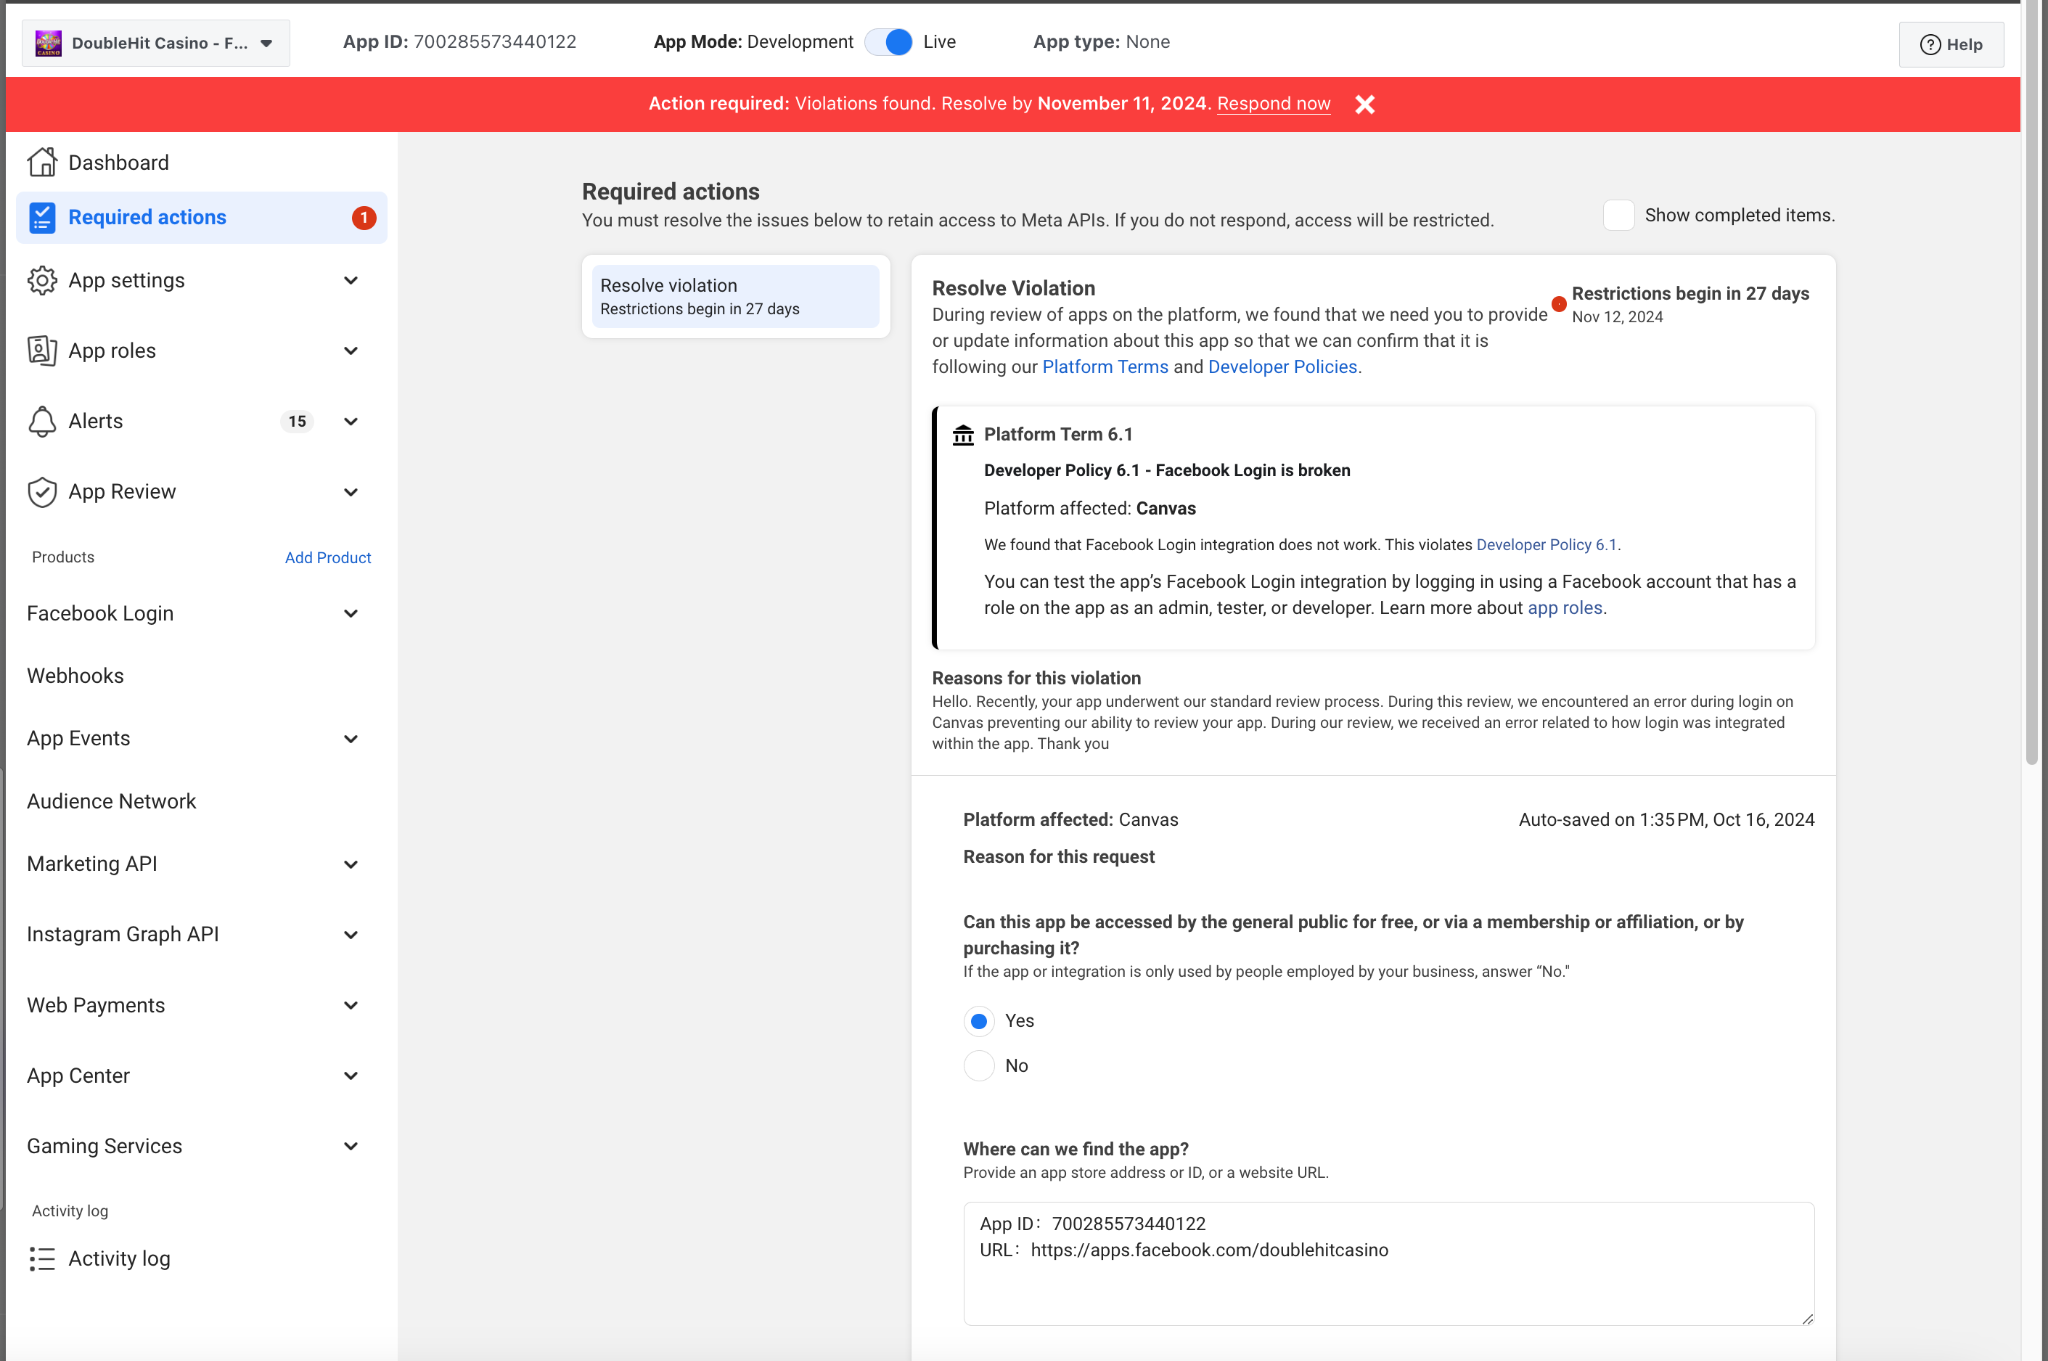 DoubleHit Casino - F...
App ID: 700285573440122
App Mode: Development
Live
App type: None
Help
Action required: Violations found. Resolve by November 11, 2024. Respond now
Dashboard
Required actions
1
App settings
App roles
Alerts
15
App Review
Products
Add Product
Facebook Login
Webhooks
App Events
Audience Network
Marketing API
Instagram Graph API
Web Payments
App Center
Gaming Services
Activity log
Activity log
Required actions
You must resolve the issues below to retain access to Meta APIs. If you do not respond, access will be restricted.
Show completed items.
Resolve violation
Restrictions begin in 27 days
Resolve Violation
During review of apps on the platform, we found that we need you to provide
or update information about this app so that we can confirm that it is
following our Platform Terms and Developer Policies.
Restrictions begin in 27 days
Nov 12, 2024
Platform Term 6.1
Developer Policy 6.1 - Facebook Login is broken
Platform affected: Canvas
We found that Facebook Login integration does not work. This violates Developer Policy 6.1.
You can test the app’s Facebook Login integration by logging in using a Facebook account that has a
role on the app as an admin, tester, or developer. Learn more about app roles.
Reasons for this violation
Hello. Recently, your app underwent our standard review process. During this review, we encountered an error during login on
Canvas preventing our ability to review your app. During our review, we received an error related to how login was integrated
within the app. Thank you
Platform affected: Canvas
Auto-saved on 1:35 PM, Oct 16, 2024
Reason for this request
Can this app be accessed by the general public for free, or via a membership or affiliation, or by
purchasing it?
If the app or integration is only used by people employed by your business, answer “No."
Yes
No
Where can we find the app?
Provide an app store address or ID, or a website URL.
App ID：700285573440122
URL：https://apps.facebook.com/doublehitcasino